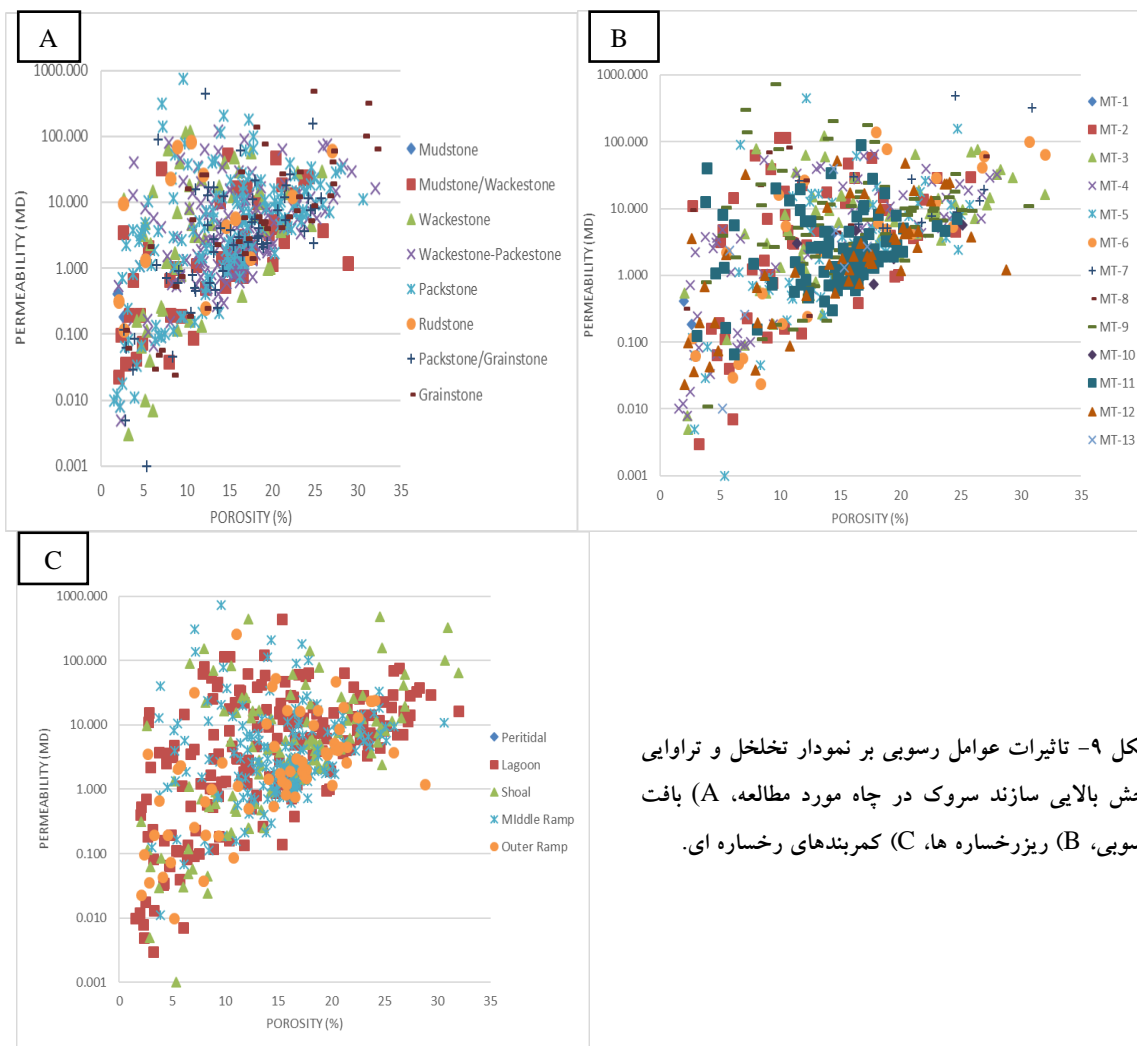 A
1000.000
100.000
10.000
1.000
0.100
0.010
0.001
PERMEABILITY (MD)
0 5 10 15 20 25 30 35
POROSITY (%)
Mudstone
Mudstone/Wackestone
Wackestone
Wackestone-Packestone
Packstone
Rudstone
Packstone/Grainstone
Grainstone
B
1000.000
100.000
10.000
1.000
0.100
0.010
0.001
PERMEABILITY (MD)
0 5 10 15 20 25 30 35
POROSITY (%)
MT-1
MT-2
MT-3
MT-4
MT-5
MT-6
MT-7
MT-8
MT-9
MT-10
MT-11
MT-12
MT-13
C
1000.000
100.000
10.000
1.000
0.100
0.010
0.001
PERMEABILITY (MD)
0 5 10 15 20 25 30 35
POROSITY (%)
Peritidal
Lagoon
Shoal
MIddle Ramp
Outer Ramp
۹- تاثیرات عوامل رسوبی بر نمودار تخلخل و تراوایی
بالایی سازند سروک در چاه مورد مطالعه، A) بافت
B) ریزرخساره ها، C) کمربندهای رخساره ای.